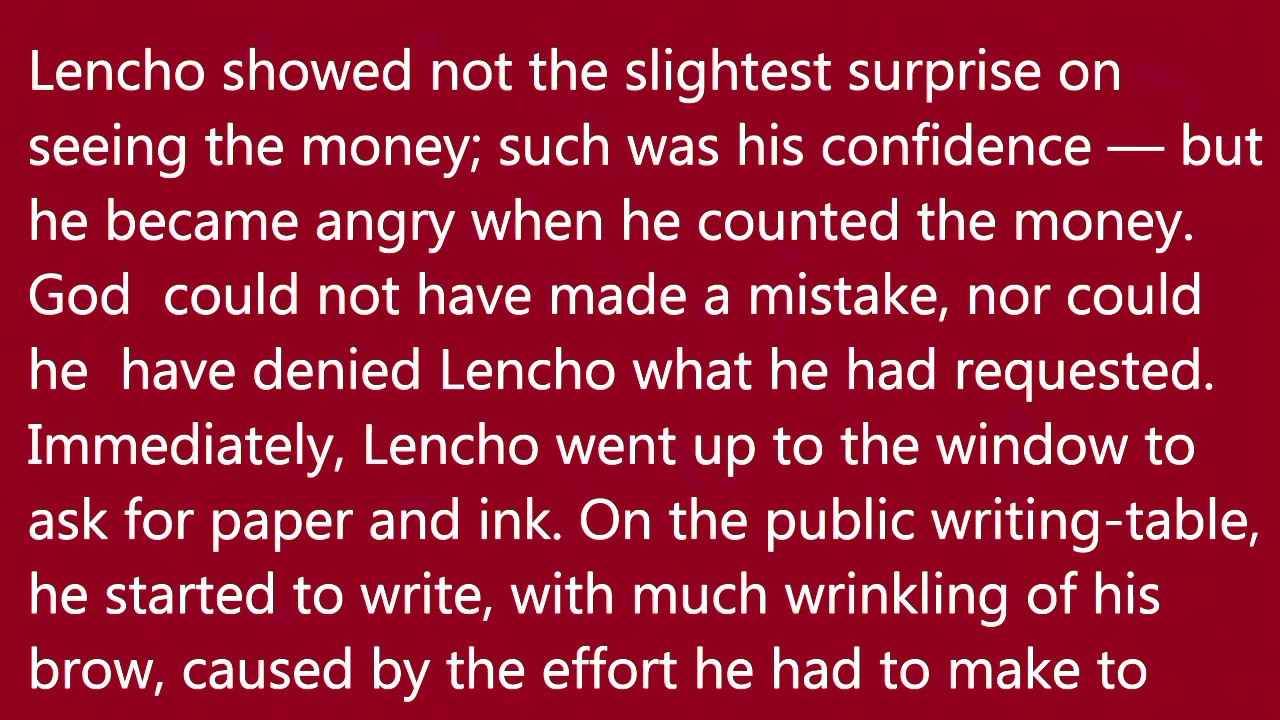 Lencho showed not the slightest surprise on
seeing the money; such was his confidence — but
he became angry when he counted the money.
God  could not have made a mistake, nor could
he  have denied Lencho what he had requested.
Immediately, Lencho went up to the window to
ask for paper and ink. On the public writing-table,
he started to write, with much wrinkling of his
brow, caused by the effort he had to make to